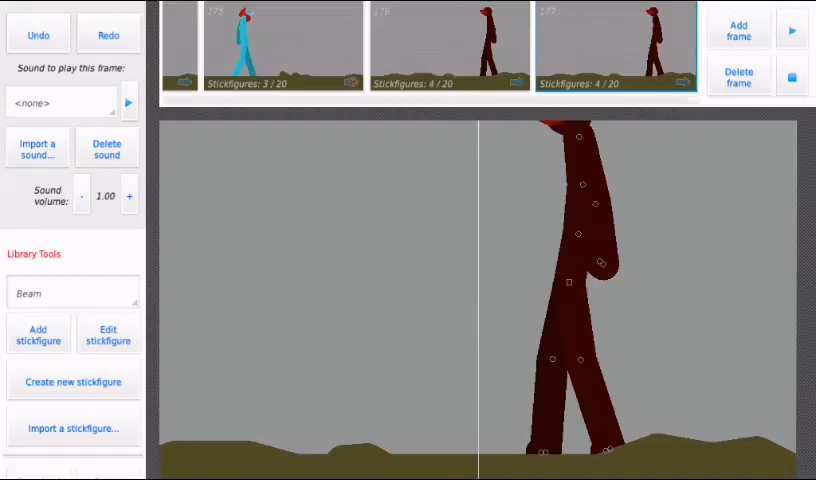 Undo
Redo
Sound to play this frame:
<none>
Import a
sound...
Delete
sound
Sound
volume:
-
1.00
+
Library Tools
Beam
Add
stickfigure
Edit
stickfigure
Create new stickfigure
Import a stickfigure...
175
Stickfigures: 3 / 20
176
Stickfigures: 4 / 20
177
Stickfigures: 4 / 20
Add
frame
Delete
frame